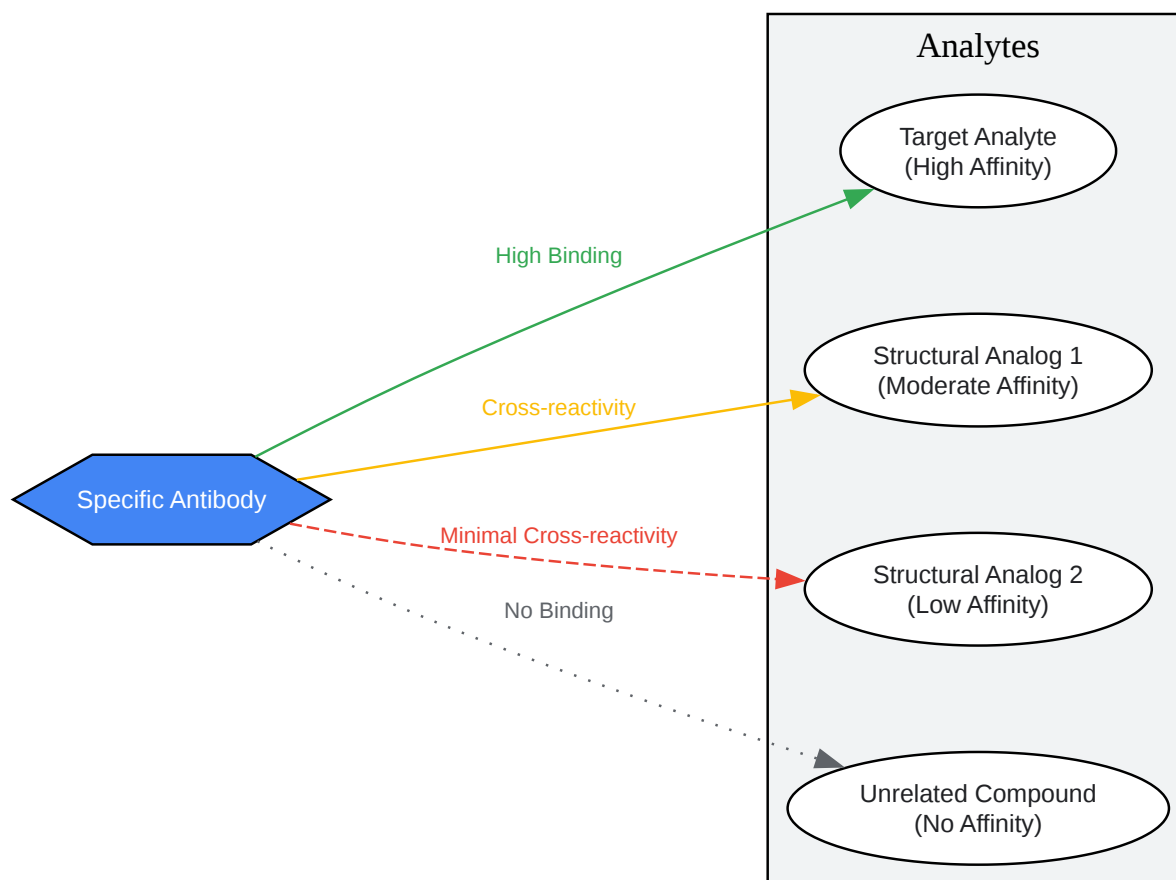 Analytes
Target Analyte
(High Affinity)
High Binding
Structural Analog 1
(Moderate Affinity)
Cross-reactivity
Specific Antibody
Minimal Cross-reactivity
Structural Analog 2
(Low Affinity)
No Binding
Unrelated Compound
(No Affinity)